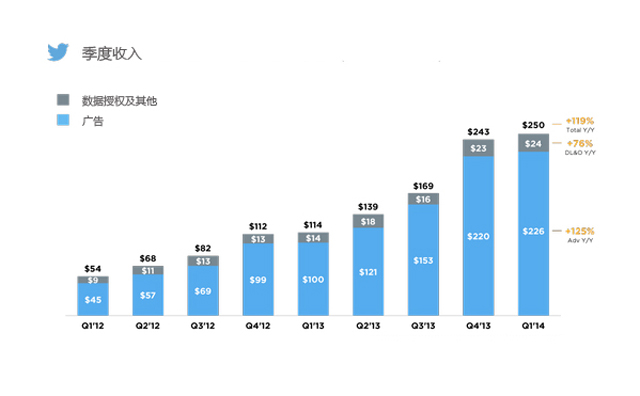 季度收入
数据授权及其他
广告
$54
$9
$45
Q1'12
$68
$11
$57
Q2'12
$82
$13
$69
Q3'12
$112
$13
$99
Q4'12
$114
$14
$100
Q1'13
$139
$18
$121
Q2'13
$169
$16
$153
Q3'13
$243
$23
$220
Q4'13
$250
$24
$226
Q1'14
+119%
Total Y/Y
+76%
DL&O Y/Y
+125%
Adv Y/Y